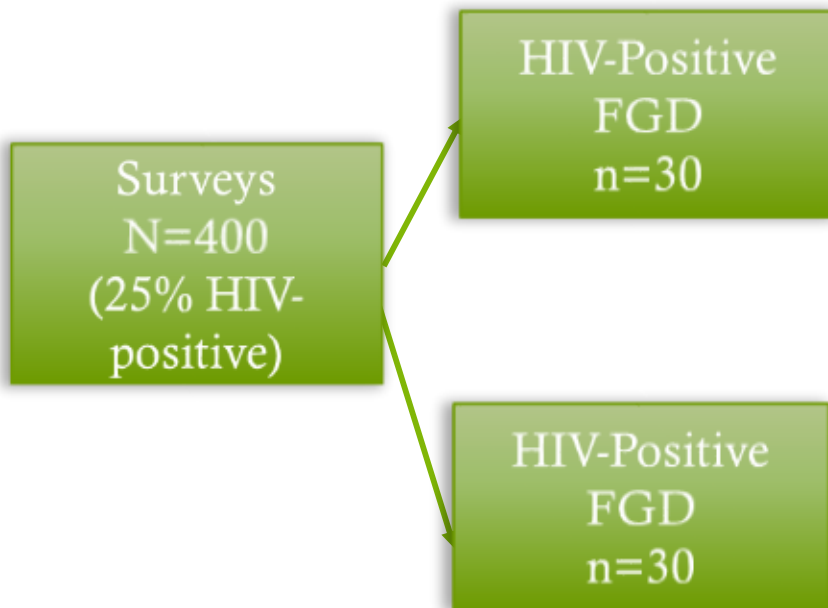 Surveys
N=400
(25% HIV-
positive)
HIV-Positive
FGD
n=30
HIV-Positive
FGD
n=30